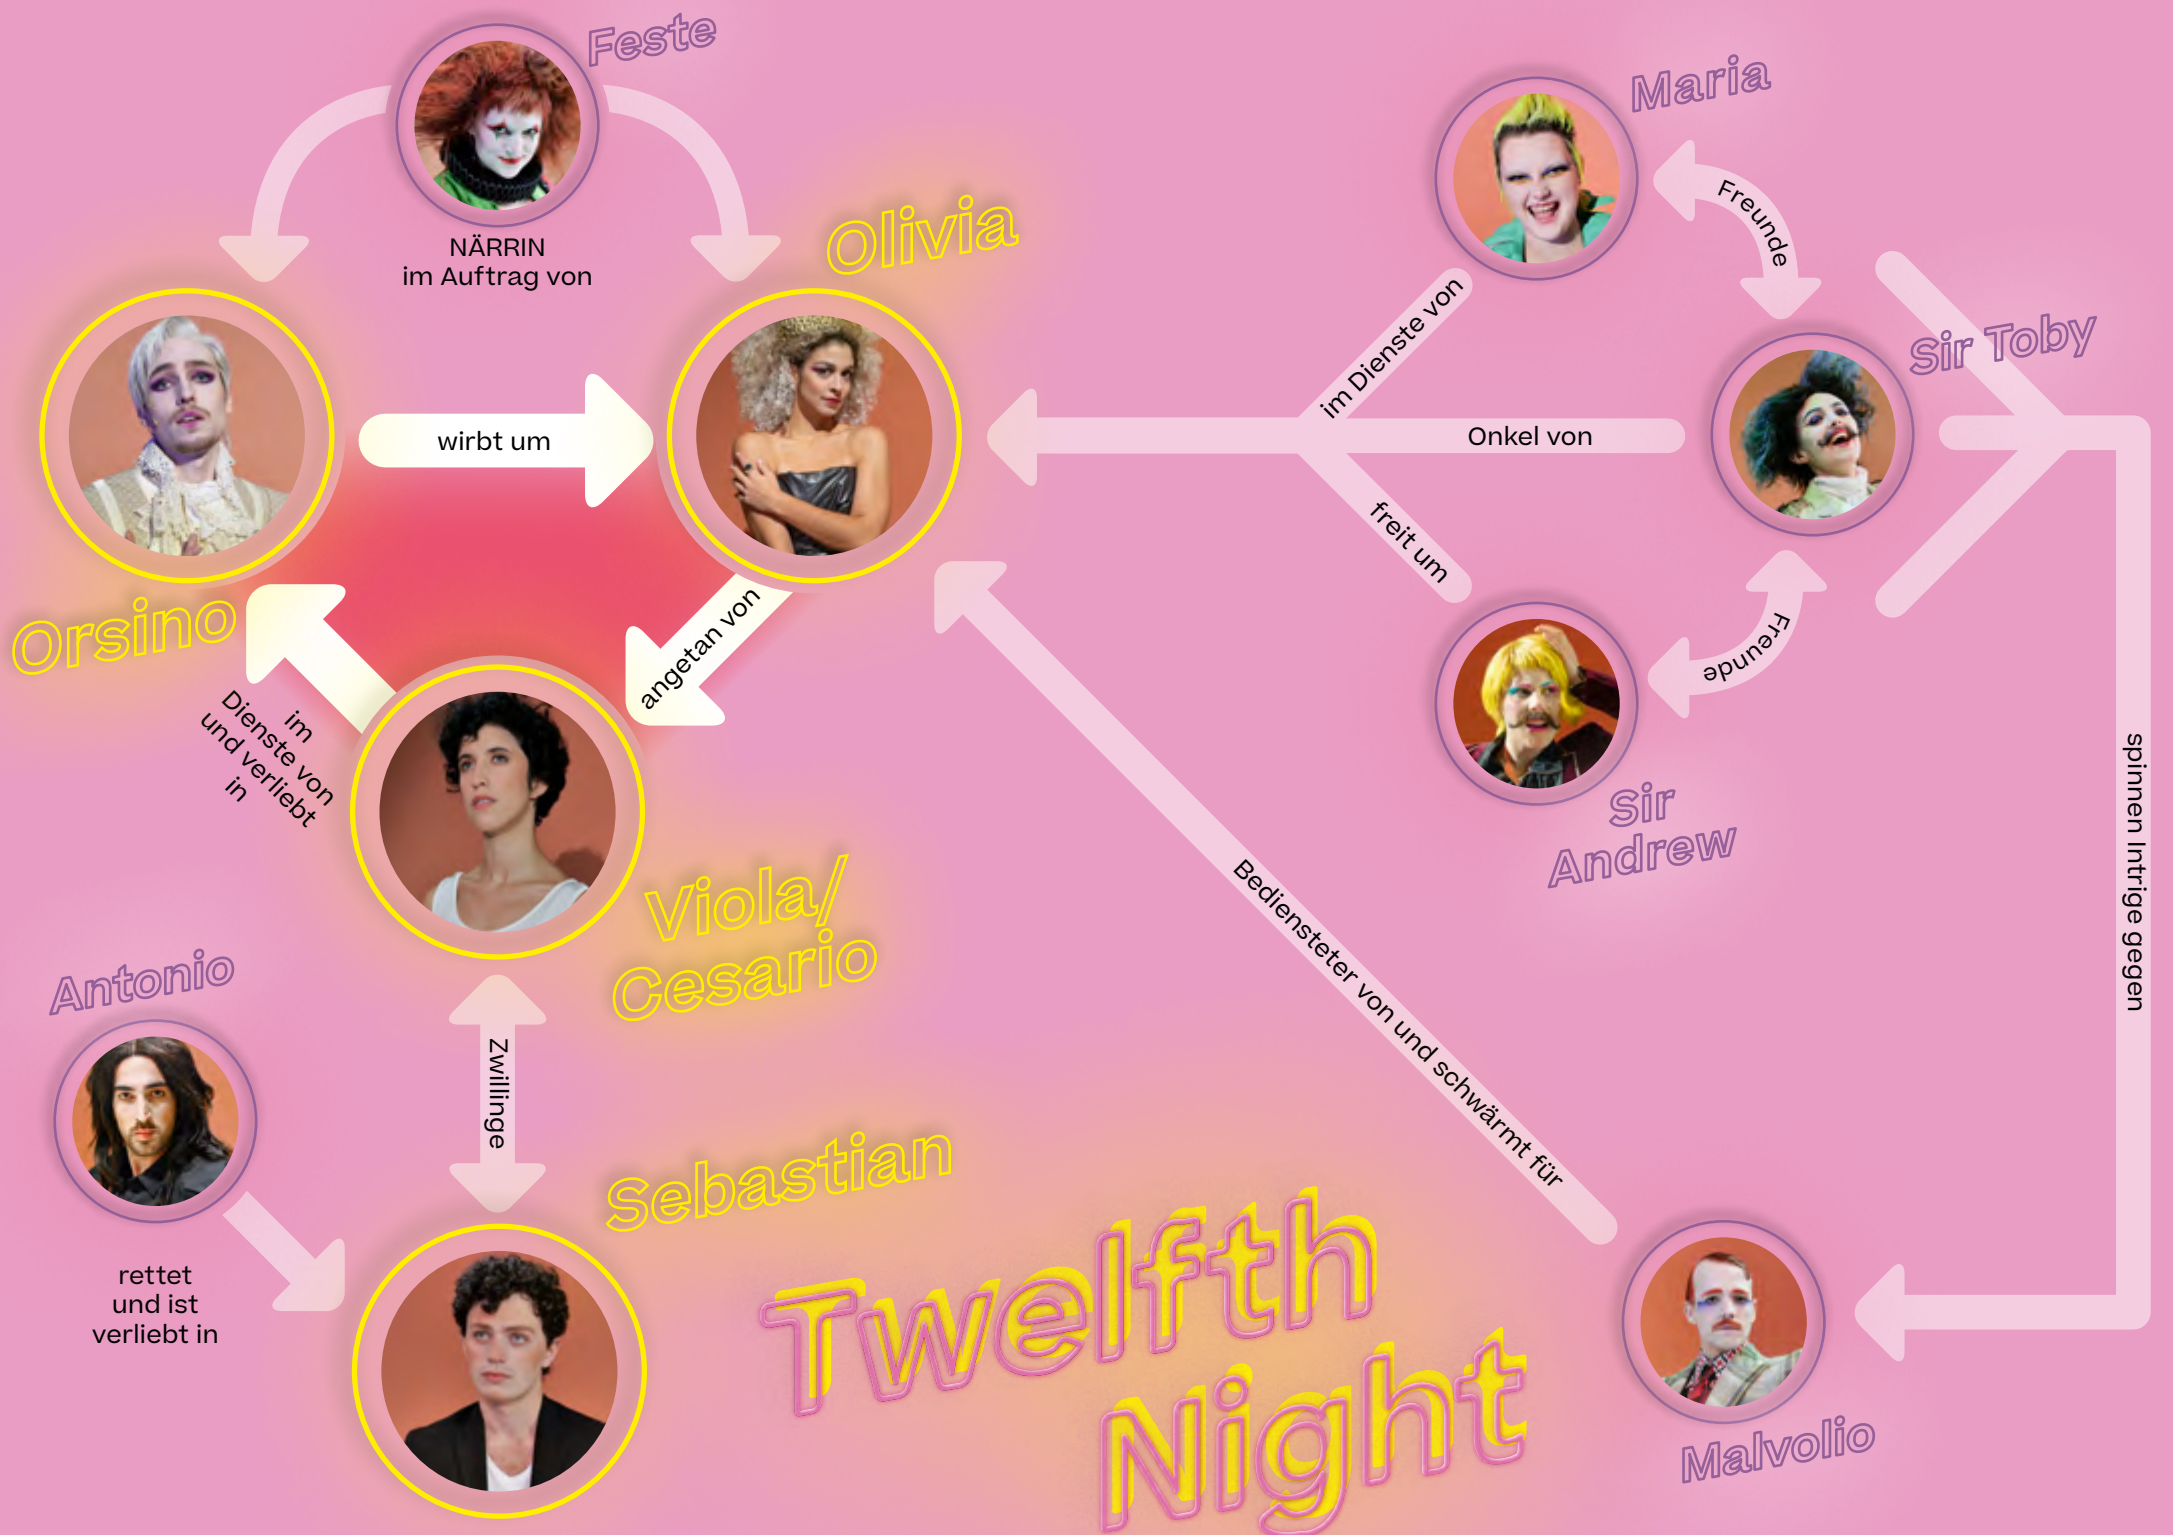 Feste
NÄRRIN
im Auftrag von
Maria
Freunde
Olivia
Sir Toby
wirbt um
im Dienste von
Onkel von
freit um
Freunde
Orsino
angetan von
im
Dienste von
und verliebt
in
Sir
Andrew
spinnen Intrige gegen
Viola/
Cesario
Bediensteter von und schwärmt für
Antonio
Zwillinge
Sebastian
rettet
und ist
verliebt in
Twelfth
Night
Malvolio